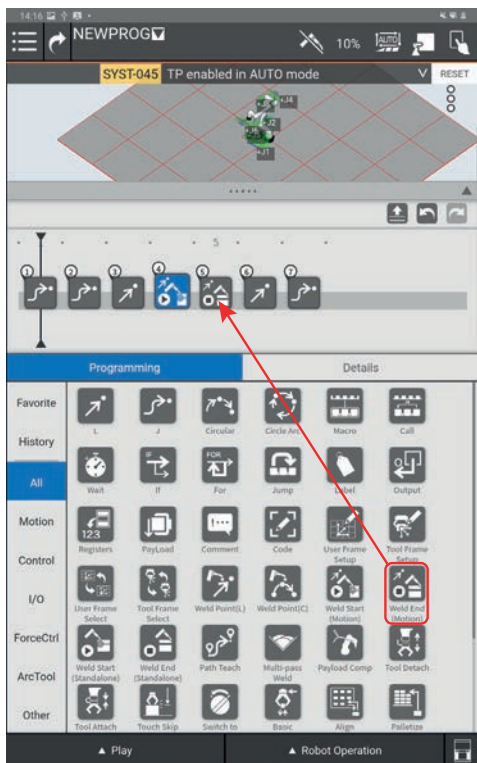 14:16
NEWPROG
10%
AUTO
SYST-045 TP enabled in AUTO mode
RESET
J4
J2
J1
5
1 2 3 4 5 6 7
Programming Details
Favorite
History
All
Motion
Control
I/O
ForceCtrl
ArcTool
Other
L J Circular Circle Arc Macro Call
IF FOR
Wait If For Jump Label Output
123
Registers PayLoad Comment Code User Frame Setup Tool Frame Setup
User Frame Select Tool Frame Select Weld Point(L) Weld Point(C) Weld Start (Motion) Weld End (Motion)
Weld Start (Standalone) Weld End (Standalone) Path Teach Multi-pass Weld Payload Comp Tool Detach
Tool Attach Touch Skip Switch to Basic Align Palletize
▲ Play ▲ Robot Operation